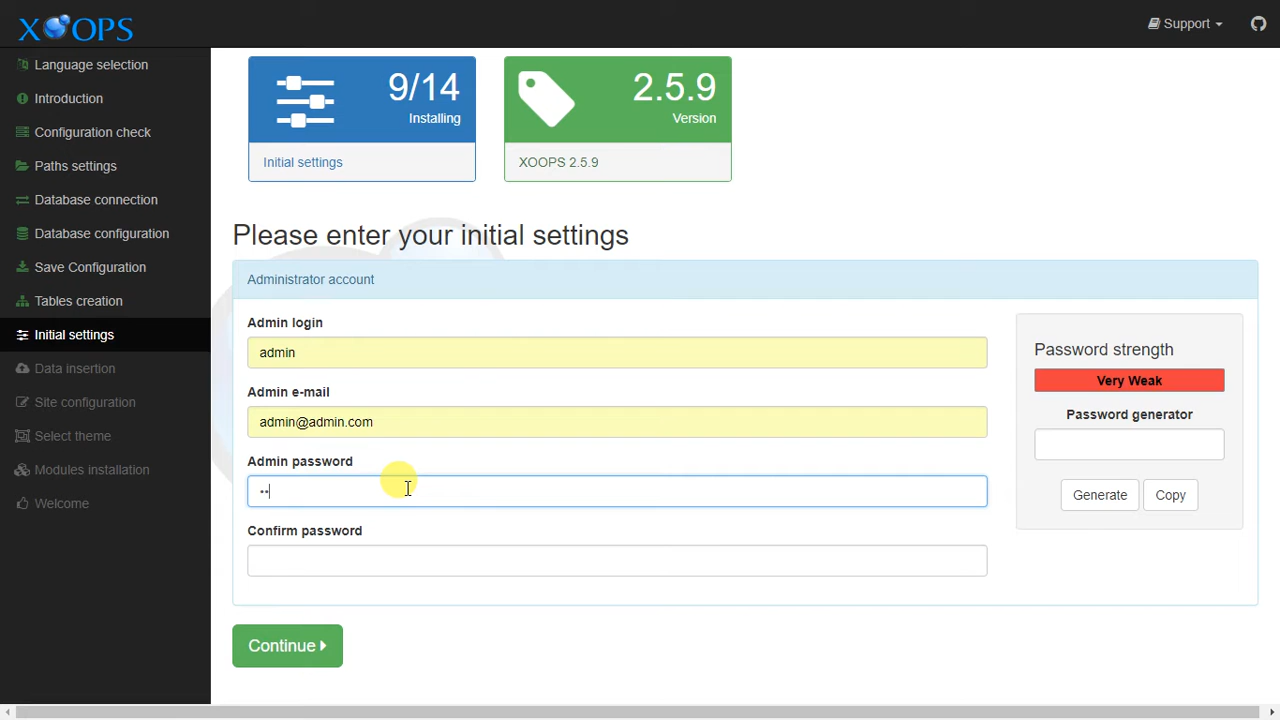 XOOPS
Support
Language selection
Introduction
Configuration check
Paths settings
Database connection
Database configuration
Save Configuration
Tables creation
Initial settings
Data insertion
Site configuration
Select theme
Modules installation
Welcome
9/14
Installing
Initial settings
2.5.9
Version
XOOPS 2.5.9
Please enter your initial settings
Administrator account
Admin login
admin
Admin e-mail
admin@admin.com
Admin password
••
Confirm password
Password strength
Very Weak
Password generator
Generate
Copy
Continue